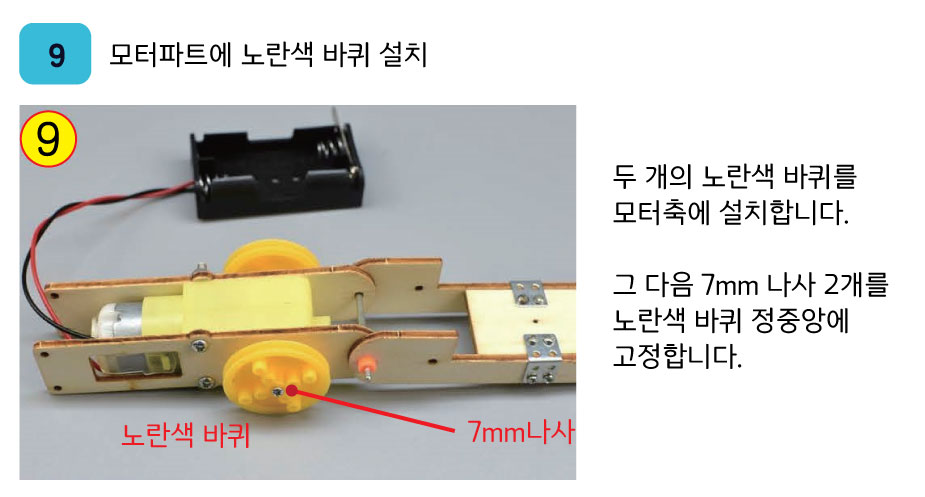 9 모터파트에 노란색 바퀴 설치
9
노란색 바퀴
7mm나사
두 개의 노란색 바퀴를
모터축에 설치합니다.
그 다음 7mm 나사 2개를
노란색 바퀴 정중앙에
고정합니다.